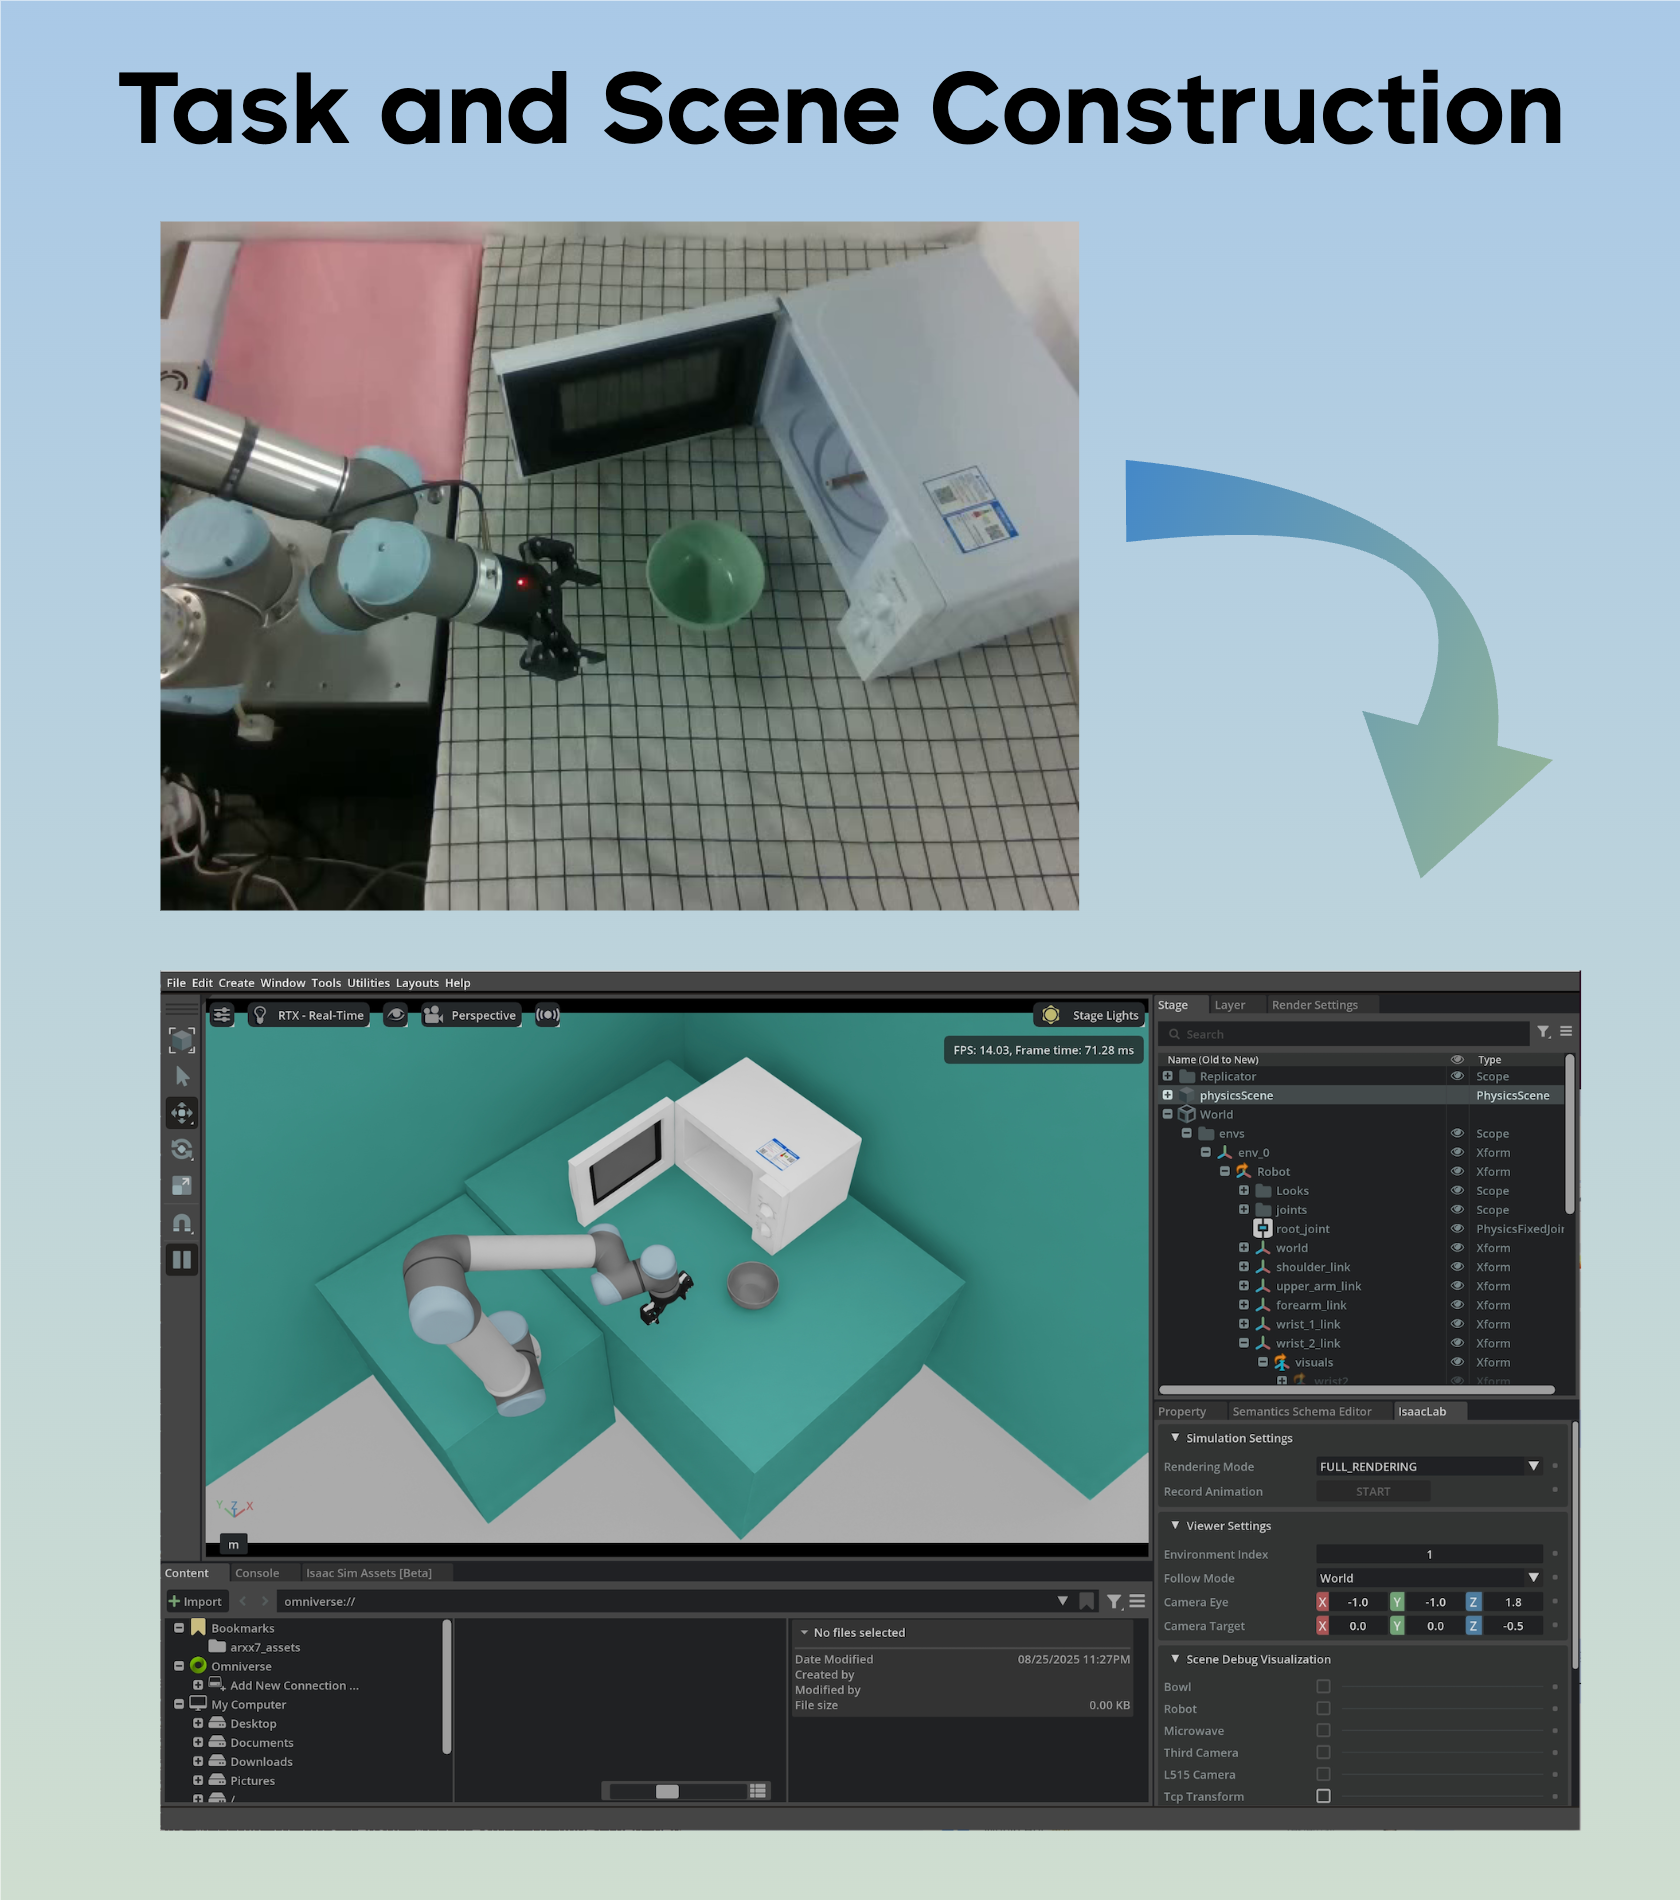 Task and Scene Construction
File Edit Create Window Tools Utilities Layouts Help
RTX - Real-Time
Perspective
Stage Lights
FPS: 14.03, Frame time: 71.28 ms
m
Y Z X
Stage Layer Render Settings
Search
Name (Old to New) Type
Replicator Scope
physicsScene PhysicsScene
World
envs Scope
env_0 Xform
Robot Xform
Looks Scope
joints Scope
root_joint PhysicsFixedJoir
world Xform
shoulder_link Xform
upper_arm_link Xform
forearm_link Xform
wrist_1_link Xform
wrist_2_link Xform
visuals Xform
wrist2 Xform
Property Semantics Schema Editor IsaacLab
Simulation Settings
Rendering Mode FULL_RENDERING
Record Animation START
Viewer Settings
Environment Index 1
Follow Mode World
Camera Eye X -1.0 Y -1.0 Z 1.8
Camera Target X 0.0 Y 0.0 Z -0.5
Scene Debug Visualization
Bowl
Robot
Microwave
Third Camera
L515 Camera
Tcp Transform
Content Console Isaac Sim Assets [Beta]
Import omniverse://
Bookmarks
arxx7_assets
Omniverse
Add New Connection ...
My Computer
Desktop
Documents
Downloads
Pictures
/
No files selected
Date Modified 08/25/2025 11:27PM
Created by
Modified by
File size 0.00 KB